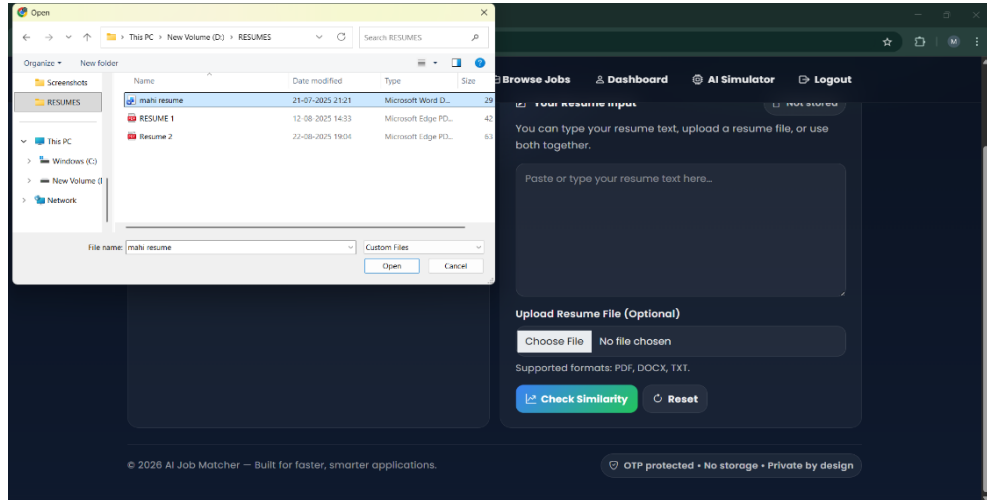 Open
This PC > New Volume (D:) > RESUMES
Search RESUMES
Organize
New folder
Name
Date modified
Type
Size
Screenshots
RESUMES
This PC
Windows (C:)
New Volume (
Network
mahi resume 21-07-2025 21:21 Microsoft Word D... 29
RESUME 1 12-08-2025 14:33 Microsoft Edge PD... 42
Resume 2 22-08-2025 19:04 Microsoft Edge PD... 63
File name: mahi resume
Custom Files
Open
Cancel
M
Browse Jobs
Dashboard
AI Simulator
Logout
Your Resume Input
Not stored
You can type your resume text, upload a resume file, or use
both together.
Paste or type your resume text here...
Upload Resume File (Optional)
Choose File No file chosen
Supported formats: PDF, DOCX, TXT.
Check Similarity
Reset
© 2026 AI Job Matcher — Built for faster, smarter applications.
OTP protected • No storage • Private by design